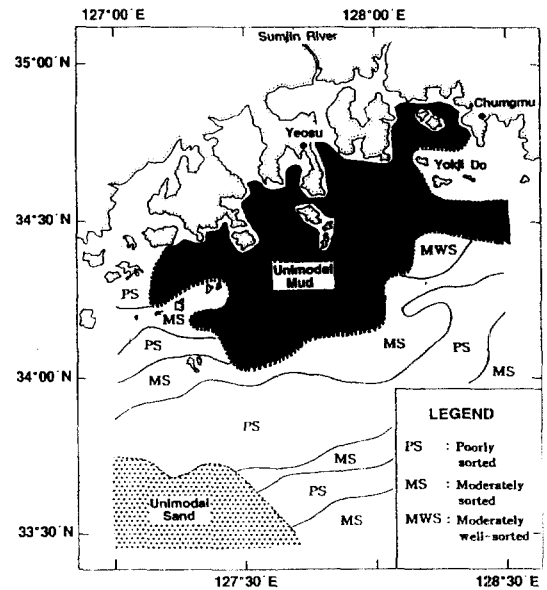 127°00'E
128°00'E
Sumjin River
35°00'N
Chungmu
Yeosu
Yokji Do
34°30'N
MWS
Unimodal
Mud
PS
MS
PS
MS
PS
MS
34°00'N
MS
PS
MS
PS
MS
Unimodal
Sand
33°30'N
LEGEND
PS : Poorly
sorted
MS : Moderately
sorted
MWS : Moderately
well-sorted
127°30'E
128°30'E